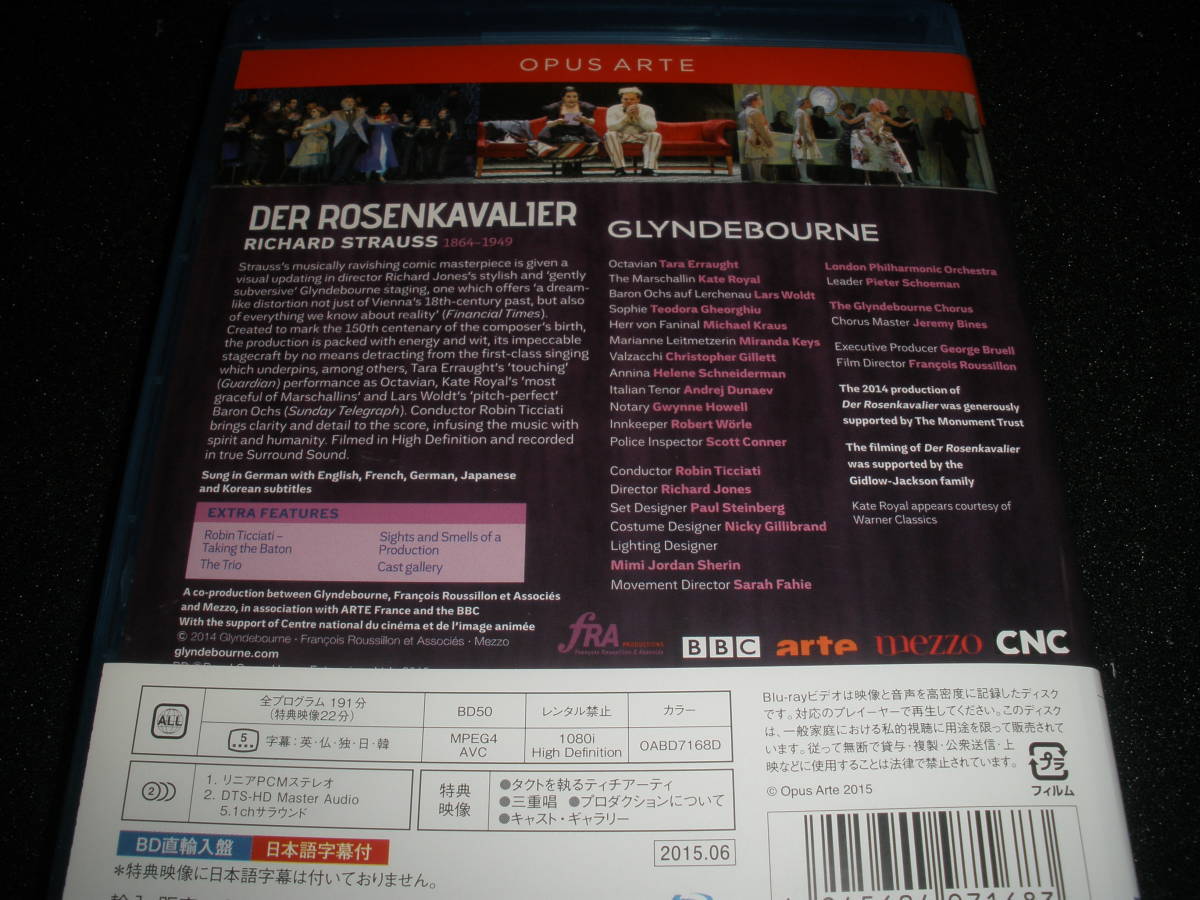 OPUS ARTE
DER ROSENKAVALIER
RICHARD STRAUSS 1864–1949
Strauss's musically ravishing comic masterpiece is given a
visual updating in director Richard Jones's stylish and 'gently
subversive' Glyndebourne staging, one which offers 'a dream-
like distortion not just of Vienna's 18th-century past, but also
of everything we know about reality' (Financial Times).
Created to mark the 150th centenary of the composer's birth,
the production is packed with energy and wit, its impeccable
stagecraft by no means detracting from the first-class singing
which underpins, among others, Tara Erraught's 'touching'
(Guardian) performance as Octavian, Kate Royal's 'most
graceful of Marschallins' and Lars Woldt's 'pitch-perfect'
Baron Ochs (Sunday Telegraph). Conductor Robin Ticciati
brings clarity and detail to the score, infusing the music with
spirit and humanity. Filmed in High Definition and recorded
in true Surround Sound.
Sung in German with English, French, German, Japanese
and Korean subtitles
EXTRA FEATURES
Robin Ticciati –
Taking the Baton
The Trio
Sights and Smells of a
Production
Cast gallery
A co-production between Glyndebourne, François Roussillon et Associés
and Mezzo, in association with ARTE France and the BBC
With the support of Centre national du cinéma et de l'image animée
© 2014 Glyndebourne · François Roussillon et Associés · Mezzo
glyndebourne.com
GLYNDEBOURNE
Octavian Tara Erraught
The Marschallin Kate Royal
Baron Ochs auf Lerchenau Lars Woldt
Sophie Teodora Gheorghiu
Herr von Faninal Michael Kraus
Marianne Leitmetzerin Miranda Keys
Valzacchi Christopher Gillett
Annina Helene Schneiderman
Italian Tenor Andrej Dunaev
Notary Gwynne Howell
Innkeeper Robert Wörle
Police Inspector Scott Conner
Conductor Robin Ticciati
Director Richard Jones
Set Designer Paul Steinberg
Costume Designer Nicky Gillibrand
Lighting Designer
Mimi Jordan Sherin
Movement Director Sarah Fahie
London Philharmonic Orchestra
Leader Pieter Schoeman
The Glyndebourne Chorus
Chorus Master Jeremy Bines
Executive Producer George Bruell
Film Director François Roussillon
The 2014 production of
Der Rosenkavalier was generously
supported by The Monument Trust
The filming of Der Rosenkavalier
was supported by the
Gidlow-Jackson family
Kate Royal appears courtesy of
Warner Classics
fRA PRODUCTIONS
François Roussillon & Associés
BBC arte mezzo CNC
ALL
全プログラム 191分
(特典映像22分)
5 字幕:英・仏・独・日・韓
BD50
レンタル禁止
カラー
MPEG4
AVC
1080i
High Definition
OABD7168D
2
1. リニアPCMステレオ
2. DTS-HD Master Audio
5.1chサラウンド
特典
映像
●タクトを執るティチアーティ
●三重唱 ●プロダクションについて
●キャスト・ギャラリー
BD直輸入盤 日本語字幕付
2015.06
*特典映像に日本語字幕は付いておりません。
Blu-rayビデオは映像と音声を高密度に記録したディスク
です。対応のプレイヤーで再生してください。このディスク
は、一般家庭における私的視聴に用途を限って販売されて
います。従って無断で貸与・複製・公衆送信・上
映などに使用することは法律で禁止されています。
© Opus Arte 2015
プラ
フィルム